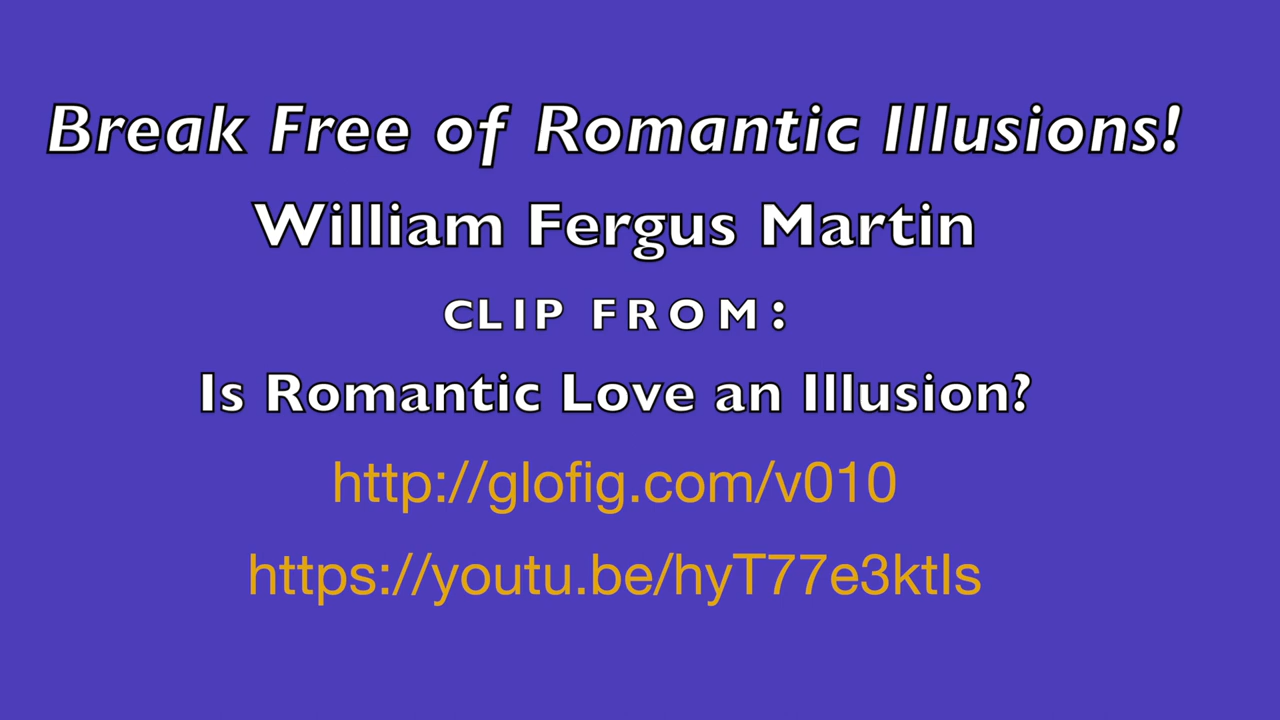 Break Free of Romantic Illusions!
William Fergus Martin
CLIP FROM:
Is Romantic Love an Illusion?
http://glofig.com/v010
https://youtu.be/hyT77e3ktIs